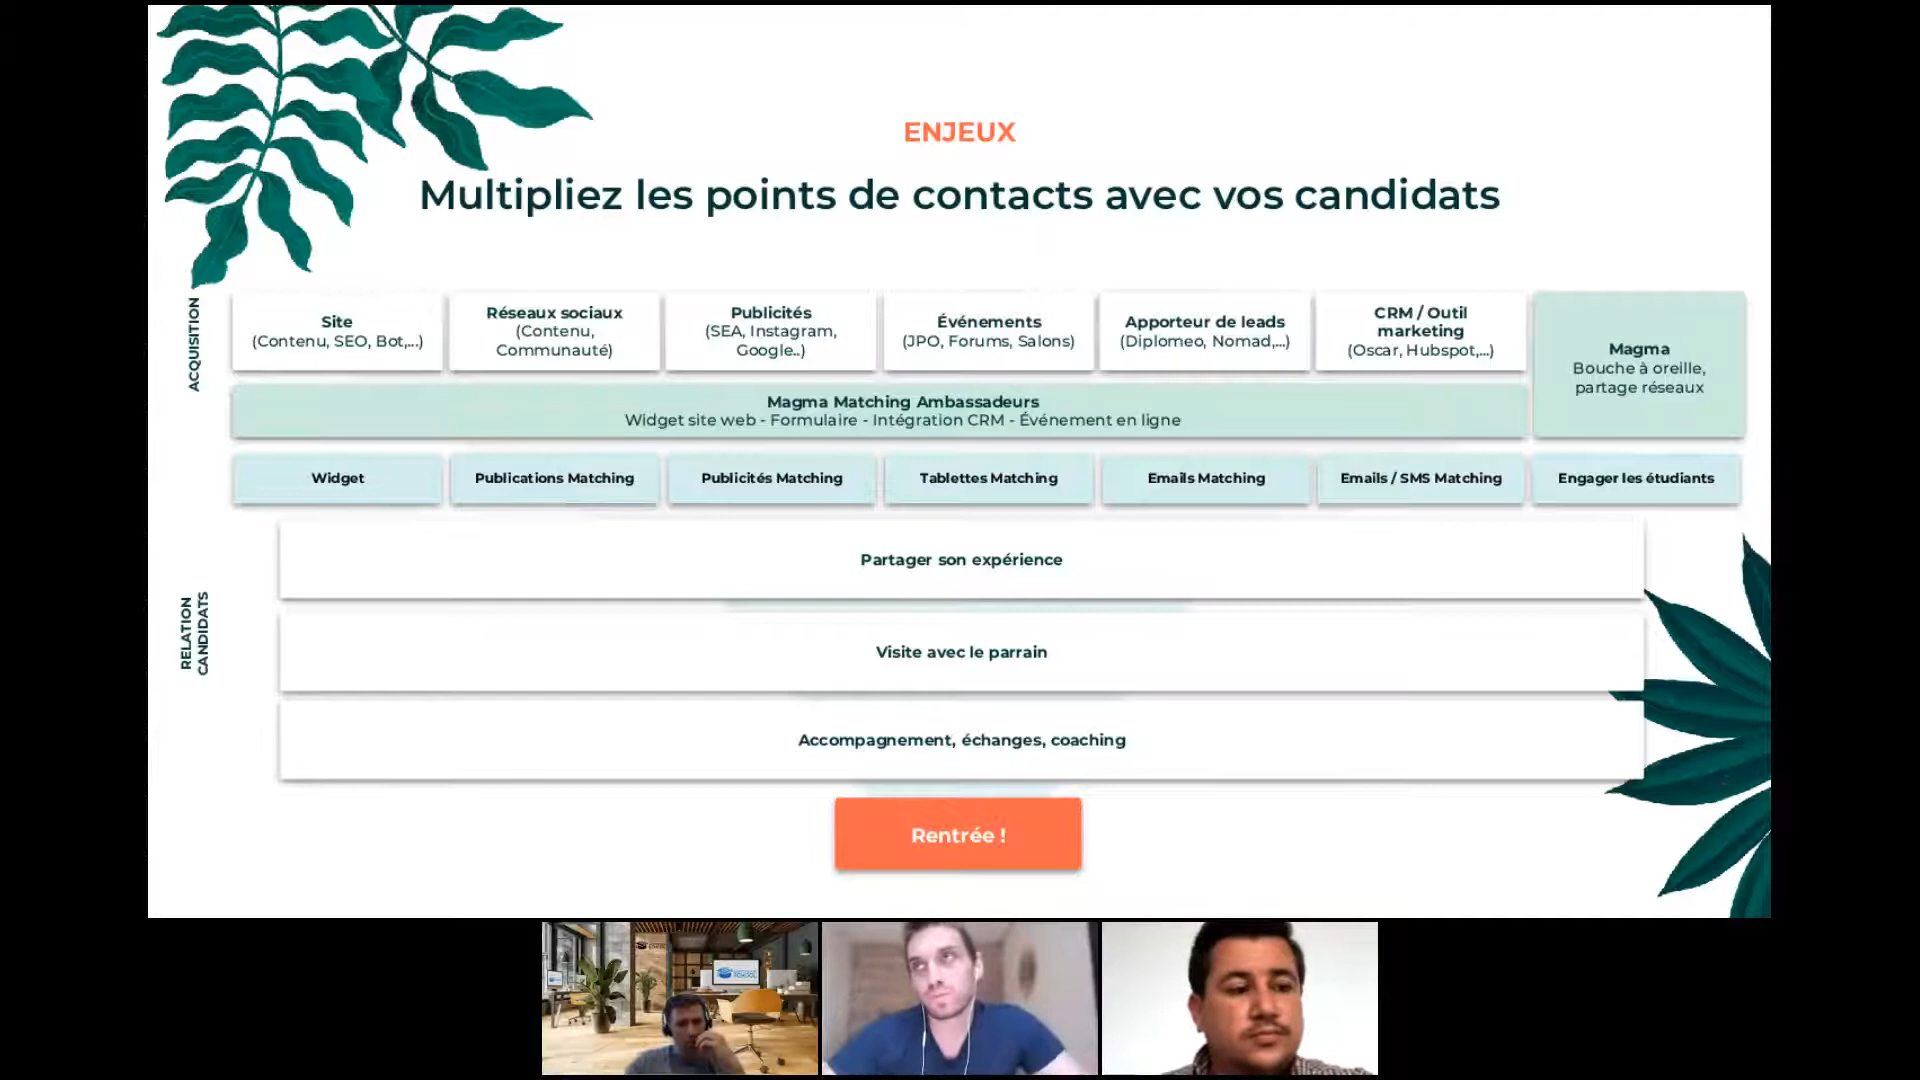 ENJEUX
Multipliez les points de contacts avec vos candidats
ACQUISITION
Site
(Contenu, SEO, Bot,...)
Réseaux sociaux
(Contenu,
Communauté)
Publicités
(SEA, Instagram,
Google..)
Événements
(JPO, Forums, Salons)
Apporteur de leads
(Diplomeo, Nomad,...)
CRM / Outil
marketing
(Oscar, Hubspot,...)
Magma
Bouche à oreille,
partage réseaux
Magma Matching Ambassadeurs
Widget site web - Formulaire - Intégration CRM - Événement en ligne
Widget
Publications Matching
Publicités Matching
Tablettes Matching
Emails Matching
Emails / SMS Matching
Engager les étudiants
RELATION
CANDIDATS
Partager son expérience
Visite avec le parrain
Accompagnement, échanges, coaching
Rentrée !
SCHOOL